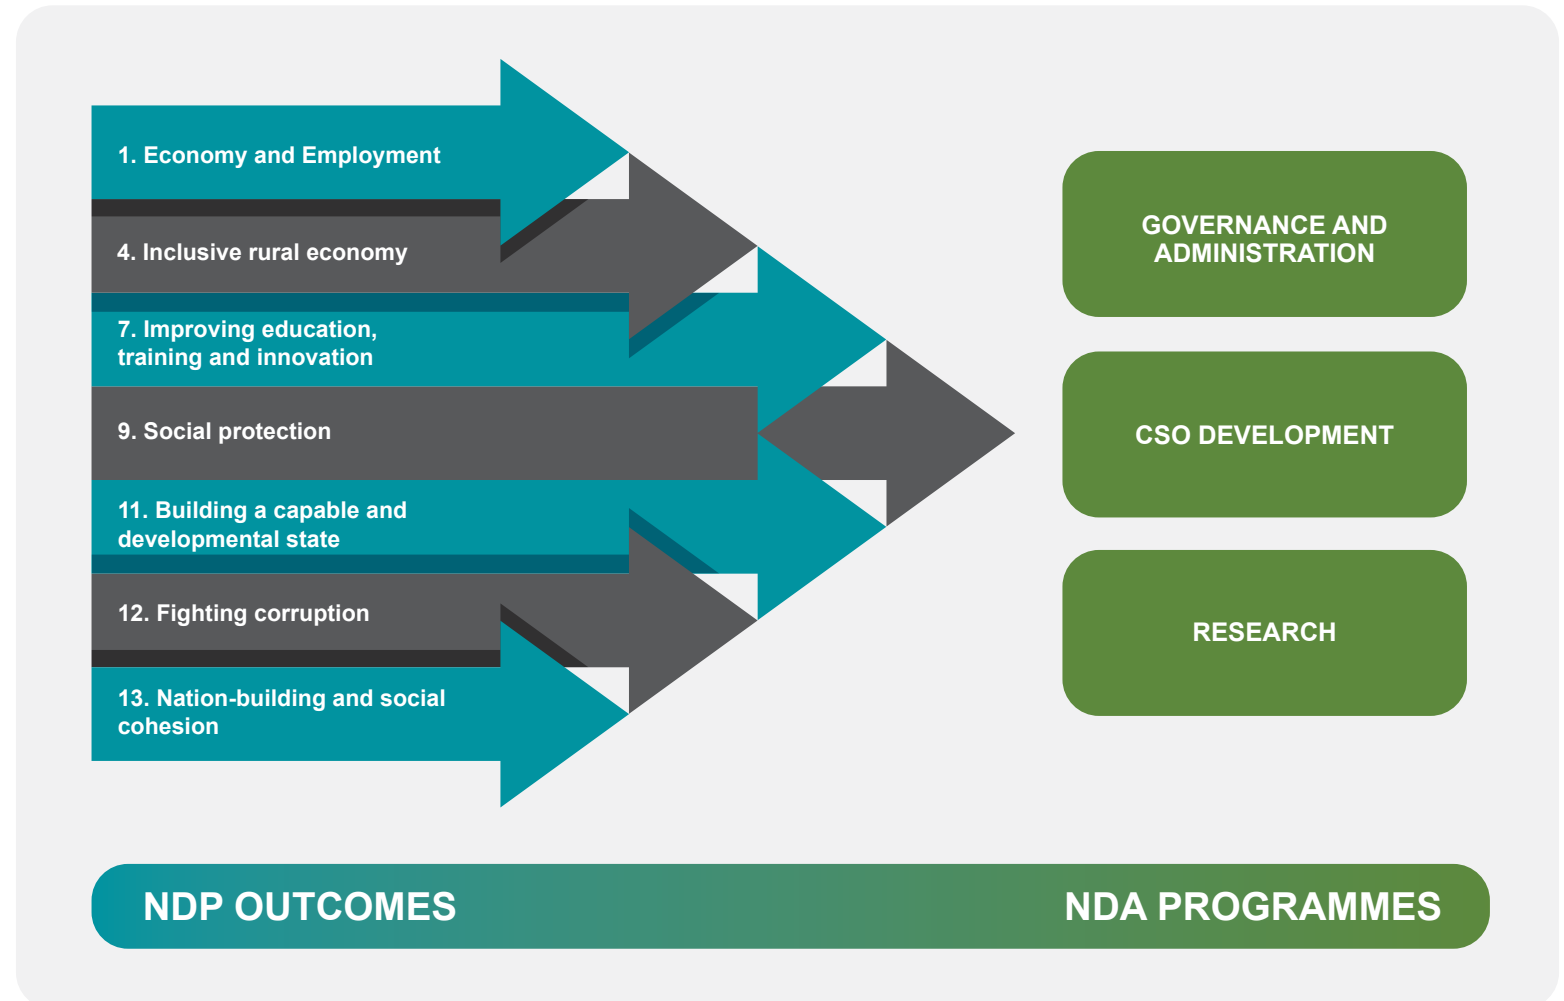 1. Economy and Employment
4. Inclusive rural economy
7. Improving education,
training and innovation
9. Social protection
11. Building a capable and
developmental state
12. Fighting corruption
13. Nation-building and social
cohesion
GOVERNANCE AND
ADMINISTRATION
CSO DEVELOPMENT
RESEARCH
NDP OUTCOMES
NDA PROGRAMMES